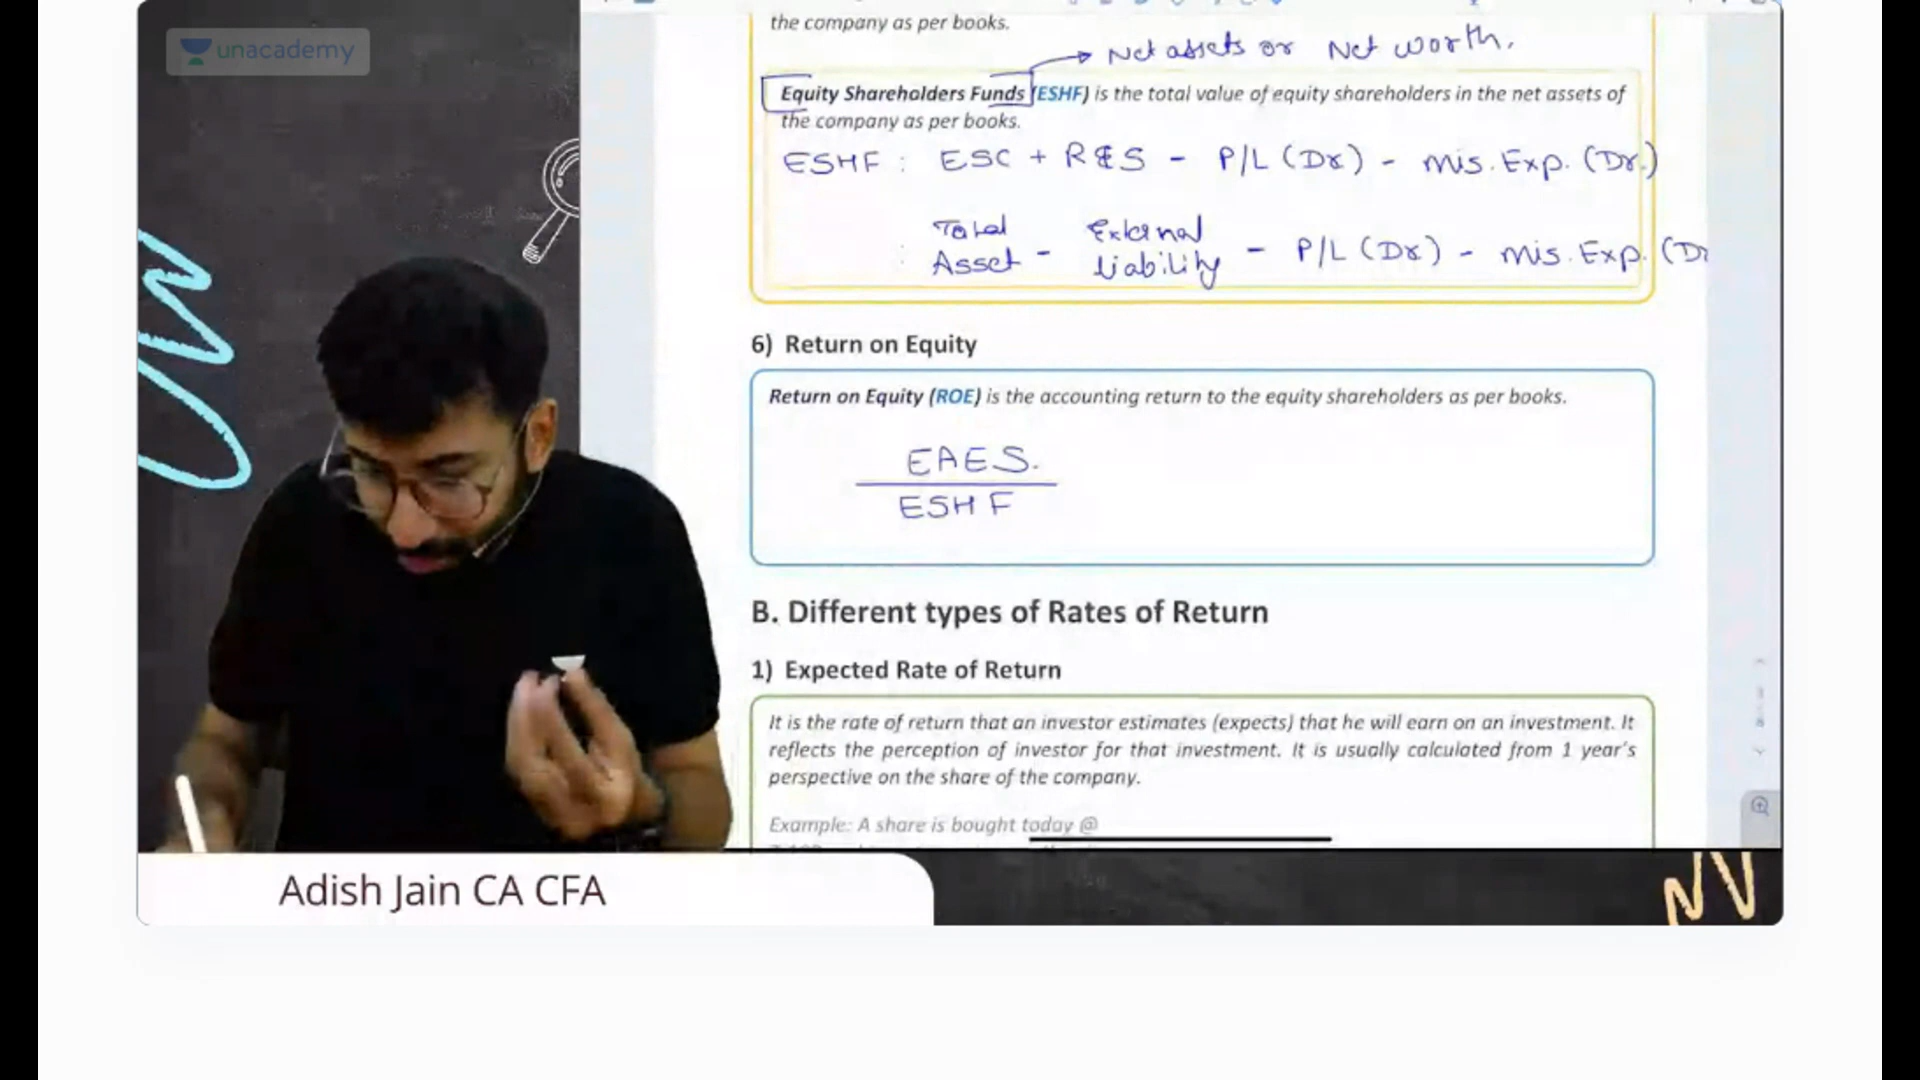 unacademy
the company as per books.
Net assets or Net worth.
Equity Shareholders Funds (ESHF) is the total value of equity shareholders in the net assets of
the company as per books.
ESHF : ESC + R&S - P/L (Dr) - Mis. Exp. (Dr.)
: Total Asset - External Liability - P/L (Dr) - Mis. Exp. (Dr
6) Return on Equity
Return on Equity (ROE) is the accounting return to the equity shareholders as per books.
EAES.
ESHF
B. Different types of Rates of Return
1) Expected Rate of Return
It is the rate of return that an investor estimates (expects) that he will earn on an investment. It
reflects the perception of investor for that investment. It is usually calculated from 1 year's
perspective on the share of the company.
Example: A share is bought today @
Adish Jain CA CFA